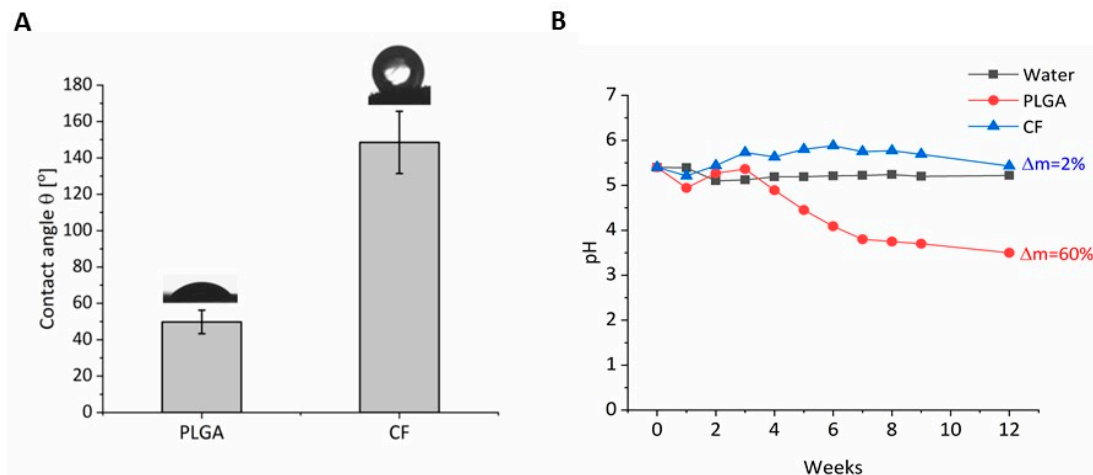 A
180
160
140
120
100
80
60
40
20
0
Contact angle θ [º]
PLGA
CF
B
Water
PLGA
CF
7
6
5
4
3
2
1
0
pH
Δm=2%
Δm=60%
0
2
4
6
8
10
12
Weeks